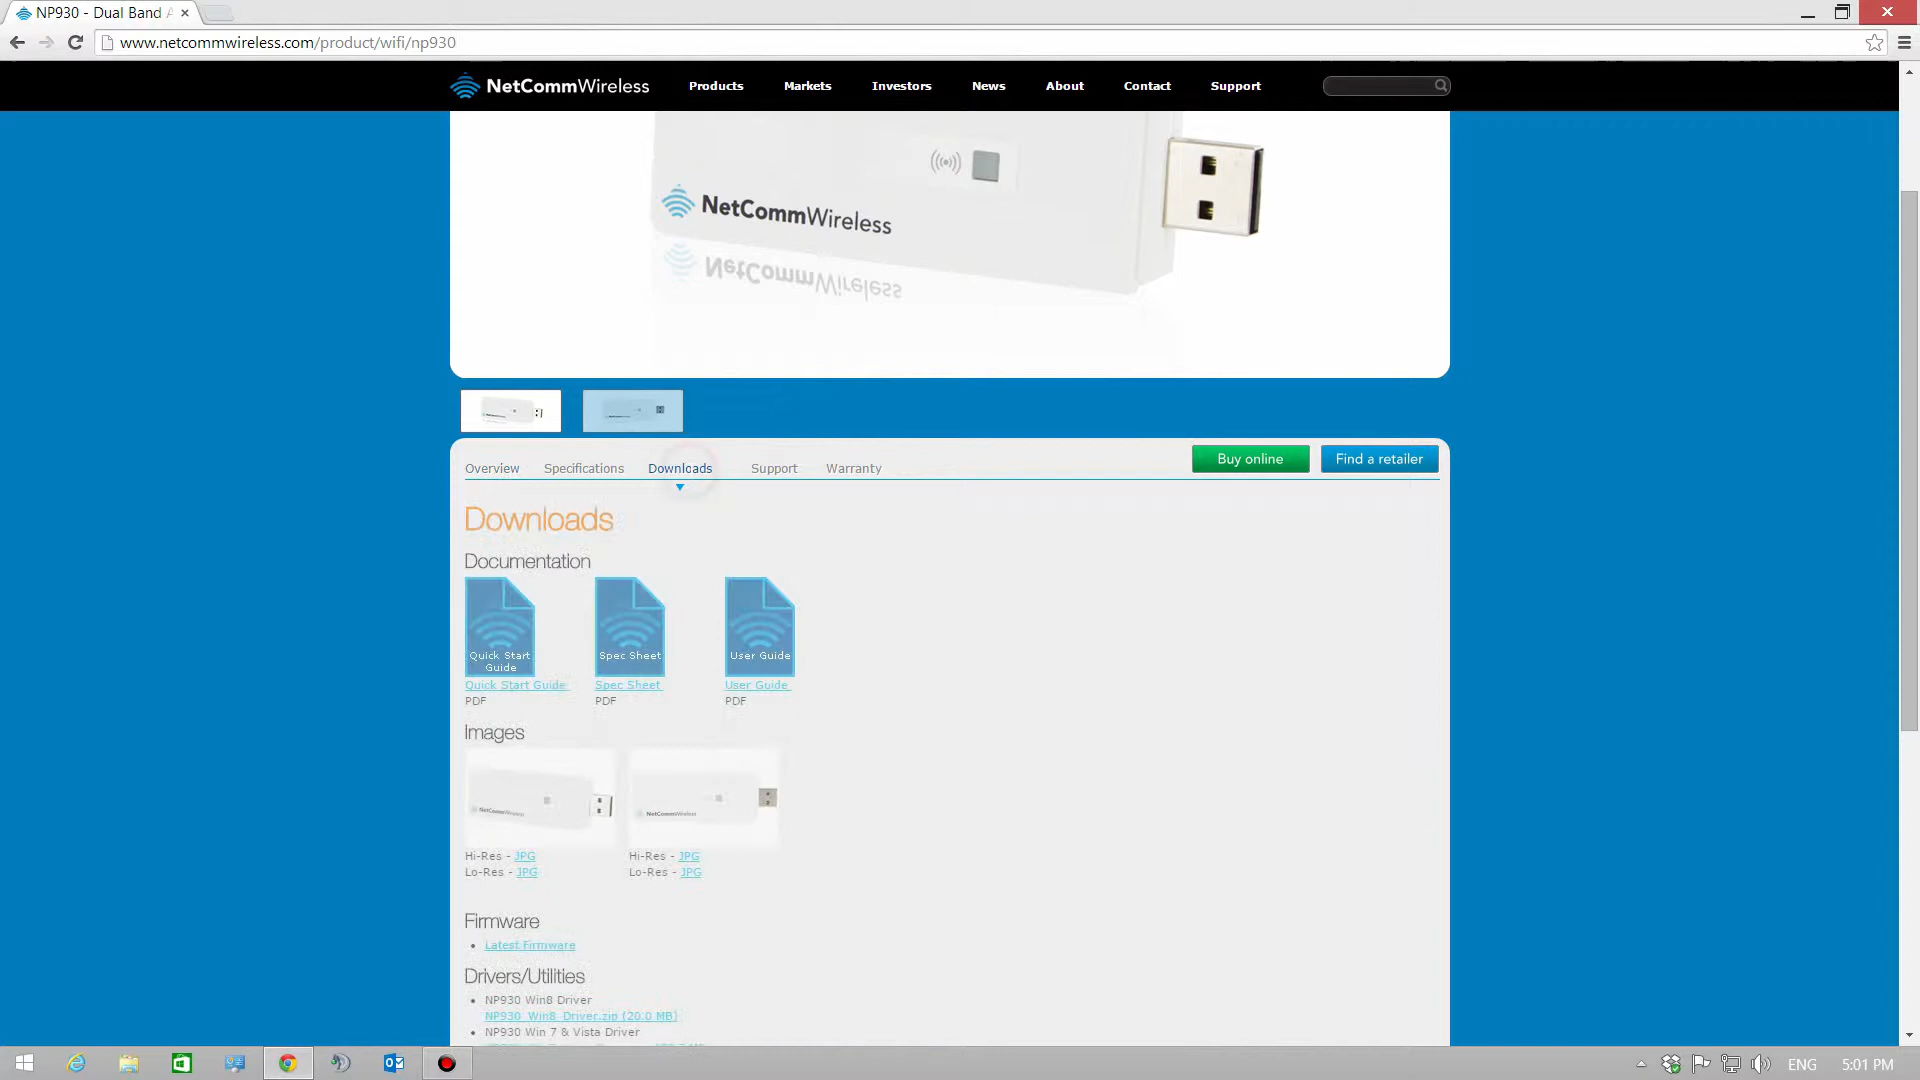 NP930 - Dual Band A
www.netcommwireless.com/product/wifi/np930
NetCommWireless
Products
Markets
Investors
News
About
Contact
Support
NetCommWireless
NetCommWireless
Overview
Specifications
Downloads
Support
Warranty
Buy online
Find a retailer
Downloads
Documentation
Quick Start
Guide
Spec Sheet
User Guide
Quick Start Guide
Spec Sheet
User Guide
PDF
PDF
PDF
Images
NetCommWireless
NetCommWireless
Hi-Res - JPG
Hi-Res - JPG
Lo-Res - JPG
Lo-Res - JPG
Firmware
Latest Firmware
Drivers/Utilities
NP930 Win8 Driver
NP930_Win8_Driver.zip (20.0 MB)
NP930 Win 7 & Vista Driver
ENG
5:01 PM